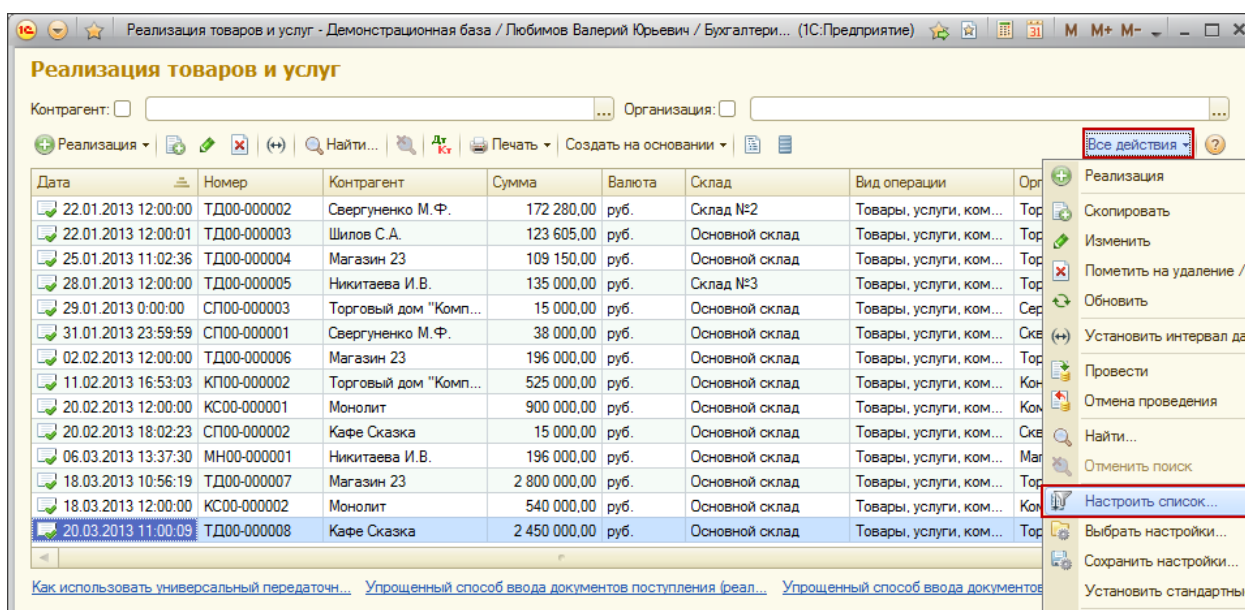 Реализация товаров и услуг - Демонстрационная база / Любимов Валерий Юрьевич / Бухгалтери... (1С:Предприятие) 31 M M+ M-
Реализация товаров и услуг
Контрагент: ... Организация: ...
Реализация Найти... Дт Кт Печать Создать на основании Все действия ?
Дата Номер Контрагент Сумма Валюта Склад Вид операции Орг
22.01.2013 12:00:00 ТД00-000002 Свергуненко М.Ф. 172 280,00 руб. Склад №2 Товары, услуги, ком... Тор
22.01.2013 12:00:01 ТД00-000003 Шилов С.А. 123 605,00 руб. Основной склад Товары, услуги, ком... Тор
25.01.2013 11:02:36 ТД00-000004 Магазин 23 109 150,00 руб. Основной склад Товары, услуги, ком... Тор
28.01.2013 12:00:00 ТД00-000005 Никитаева И.В. 135 000,00 руб. Склад №3 Товары, услуги, ком... Тор
29.01.2013 0:00:00 СП00-000003 Торговый дом "Комп... 15 000,00 руб. Основной склад Товары, услуги, ком... Сер
31.01.2013 23:59:59 СП00-000001 Свергуненко М.Ф. 38 000,00 руб. Основной склад Товары, услуги, ком... Скв
02.02.2013 12:00:00 ТД00-000006 Магазин 23 196 000,00 руб. Основной склад Товары, услуги, ком... Тор
11.02.2013 16:53:03 КП00-000002 Торговый дом "Комп... 525 000,00 руб. Основной склад Товары, услуги, ком... Кон
20.02.2013 12:00:00 КС00-000001 Монолит 900 000,00 руб. Основной склад Товары, услуги, ком... Ком
20.02.2013 18:02:23 СП00-000002 Кафе Сказка 15 000,00 руб. Основной склад Товары, услуги, ком... Скв
06.03.2013 13:37:30 МН00-000001 Никитаева И.В. 196 000,00 руб. Основной склад Товары, услуги, ком... Маг
18.03.2013 10:56:19 ТД00-000007 Магазин 23 2 800 000,00 руб. Основной склад Товары, услуги, ком... Тор
18.03.2013 12:00:00 КС00-000002 Монолит 540 000,00 руб. Основной склад Товары, услуги, ком... Ком
20.03.2013 11:00:09 ТД00-000008 Кафе Сказка 2 450 000,00 руб. Основной склад Товары, услуги, ком... Тор
Реализация
Скопировать
Изменить
Пометить на удаление /
Обновить
Установить интервал да
Провести
Отмена проведения
Найти...
Отменить поиск
Настроить список...
Выбрать настройки...
Сохранить настройки...
Установить стандартны
Как использовать универсальный передаточн... Упрощенный способ ввода документов поступления (реал... Упрощенный способ ввода документов